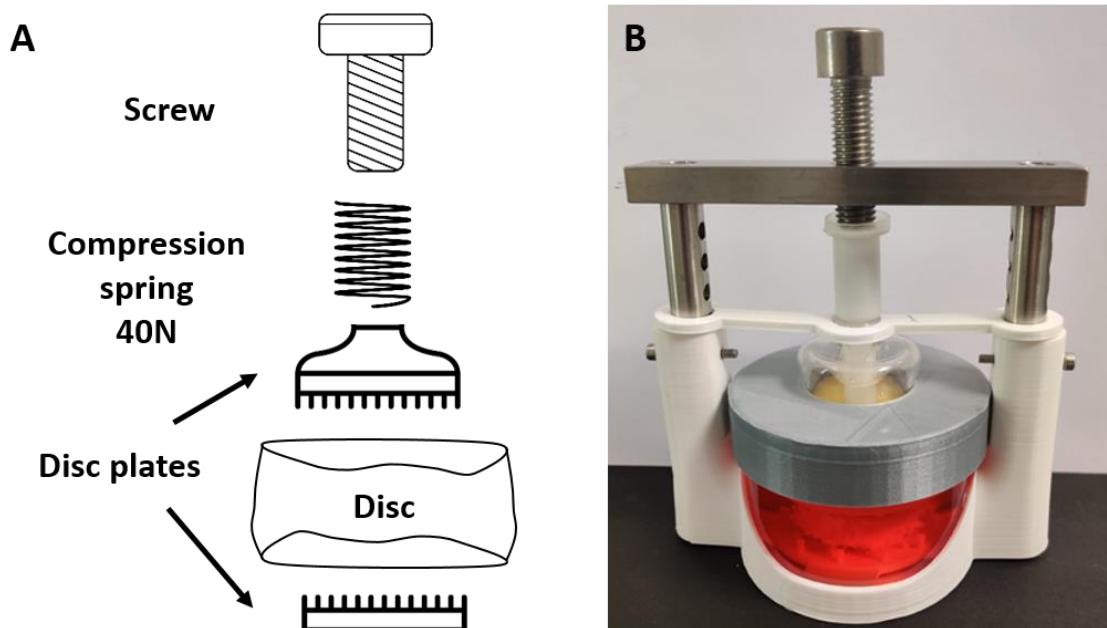 A
Screw
Compression
spring
40N
Disc plates
Disc
B